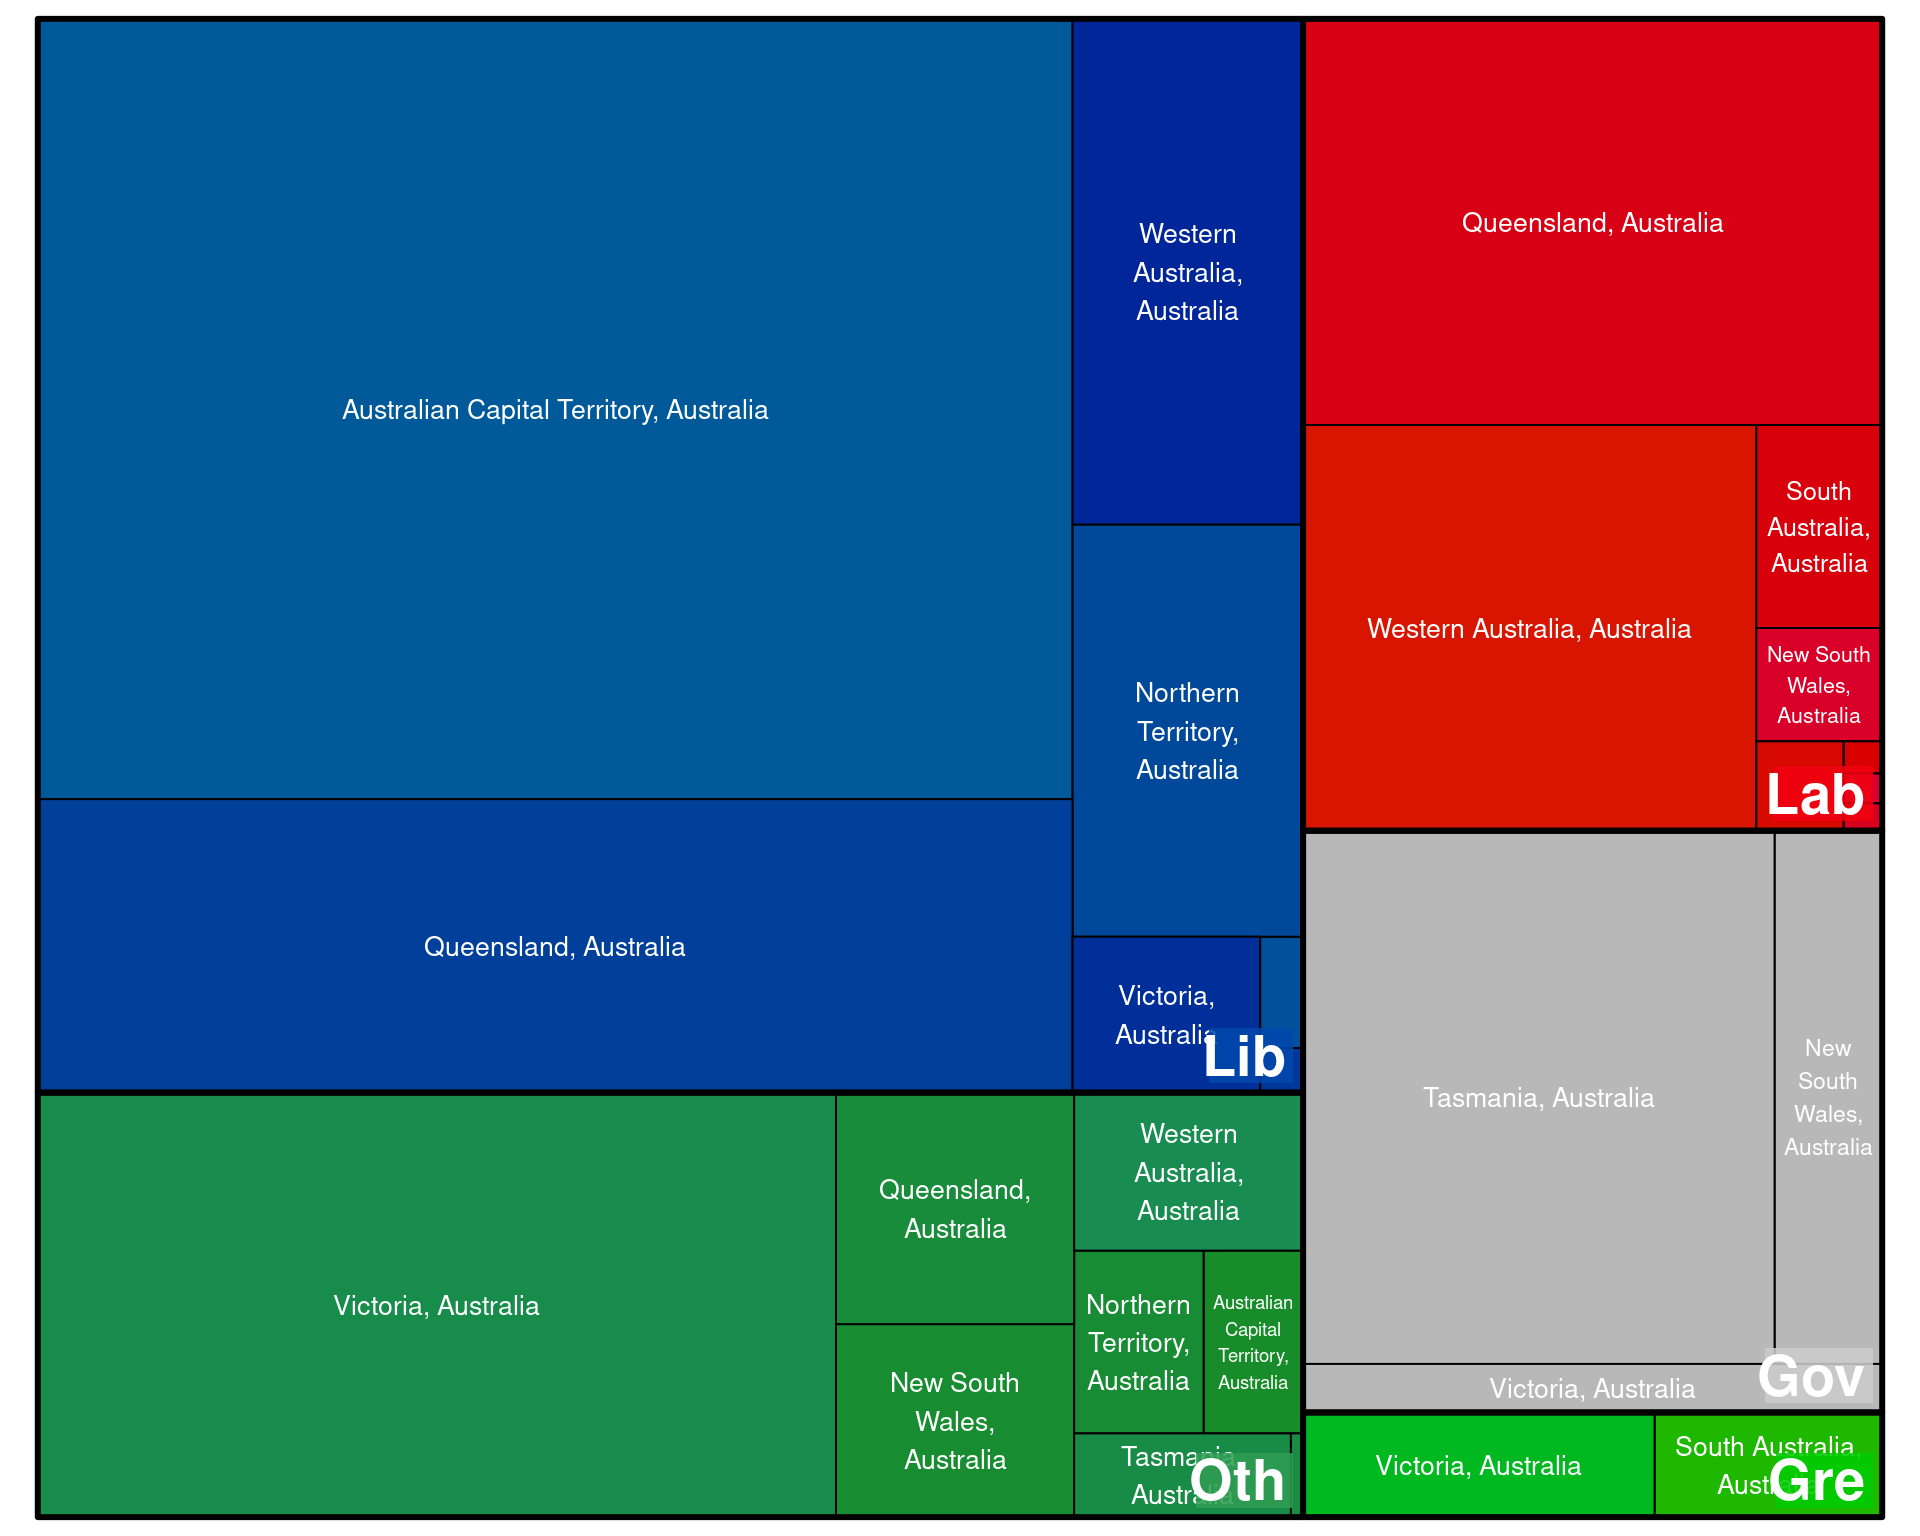 Australian Capital Territory, Australia
Western
Australia,
Australia
Northern
Territory,
Australia
Queensland, Australia
Victoria,
Australia
Lib
Queensland, Australia
Western Australia, Australia
South
Australia,
Australia
New South
Wales,
Australia
Lab
Victoria, Australia
Queensland,
Australia
New South
Wales,
Australia
Western
Australia,
Australia
Northern
Territory,
Australia
Australian
Capital
Territory,
Australia
Tasmania,
Australia
Oth
Tasmania, Australia
New
South
Wales,
Australia
Victoria, Australia
Gov
Victoria, Australia
South Australia,
Australia
Gre